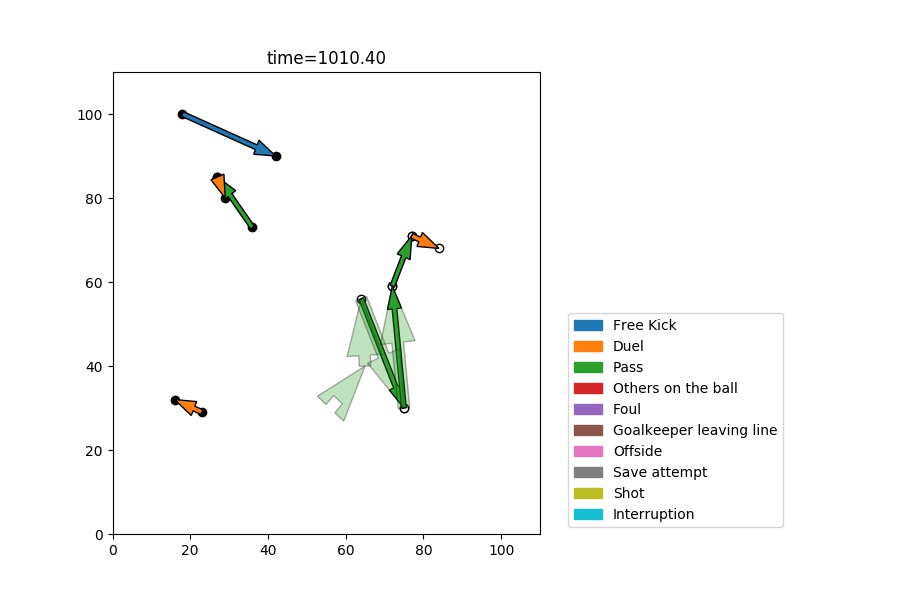 time=1010.40
100
80
60
40
20
0
0 20 40 60 80 100
Free Kick
Duel
Pass
Others on the ball
Foul
Goalkeeper leaving line
Offside
Save attempt
Shot
Interruption